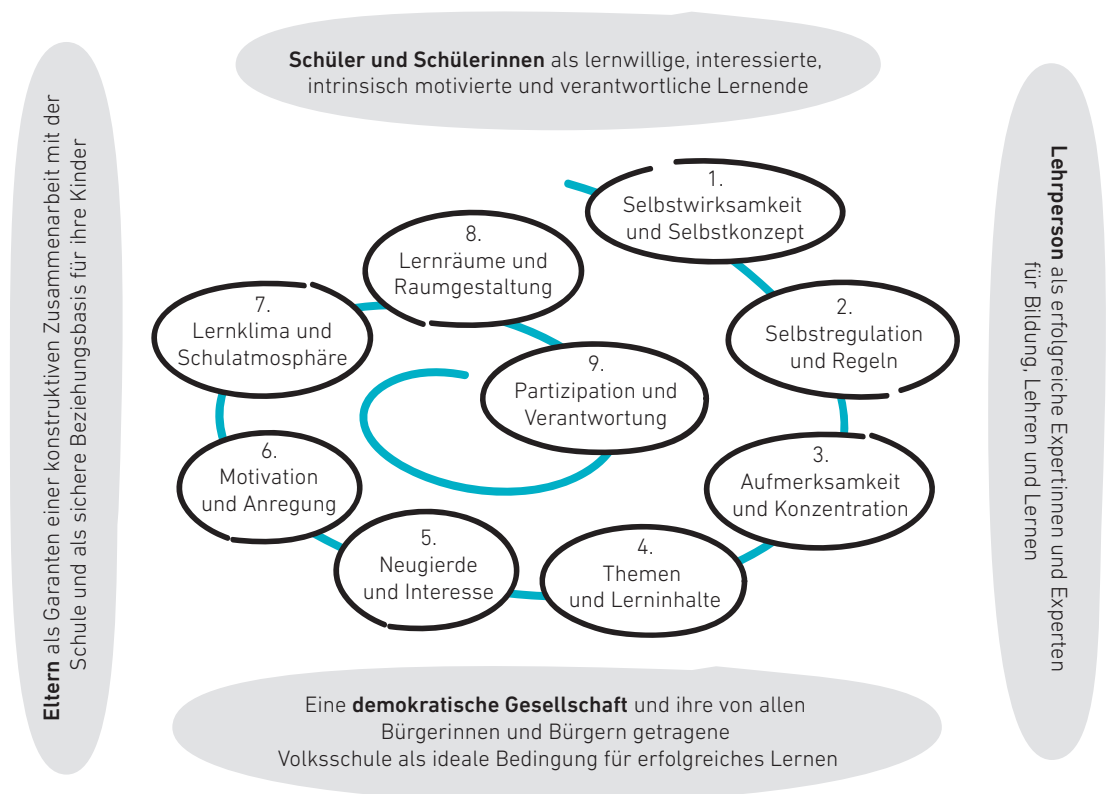 Schüler und Schülerinnen als lernwillige, interessierte,
intrinsisch motivierte und verantwortliche Lernende
Eltern als Garanten einer konstruktiven Zusammenarbeit mit der
Schule und als sichere Beziehungsbasis für ihre Kinder
1.
Selbstwirksamkeit
und Selbstkonzept
2.
Selbstregulation
und Regeln
3.
Aufmerksamkeit
und Konzentration
4.
Themen
und Lerninhalte
5.
Neugierde
und Interesse
6.
Motivation
und Anregung
7.
Lernklima und
Schulatmosphäre
8.
Lernräume und
Raumgestaltung
9.
Partizipation und
Verantwortung
Lehrperson als erfolgreiche Expertinnen und Experten
für Bildung, Lehren und Lernen
Eine demokratische Gesellschaft und ihre von allen
Bürgerinnen und Bürgern getragene
Volksschule als ideale Bedingung für erfolgreiches Lernen